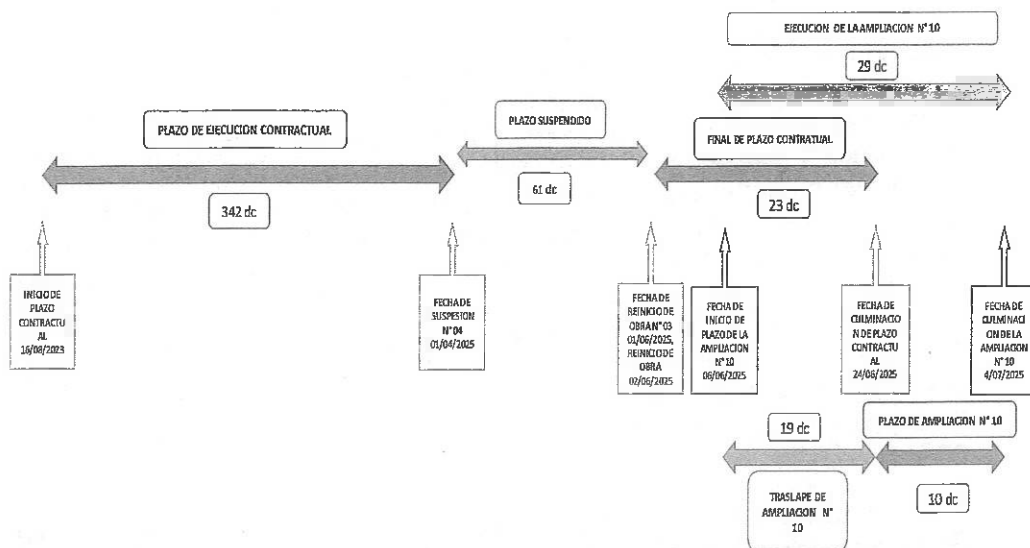 EJECUCION DE LA AMPLIACION N° 10
29 dc
PLAZO DE EJECUCION CONTRACTUAL
PLAZO SUSPENDIDO
FINAL DE PLAZO CONTRATUAL
342 dc
61 dc
23 dc
INICIO DE
PLAZO
CONTRACTU
AL
16/08/2023
FECHA DE
SUSPESION
N° 04
01/04/2025
FECHA DE
REINICIO DE
OBRA N° 03
01/06/2025,
REINICIO DE
OBRA
02/06/2025
FECHA DE
INICIO DE
PLAZO DE LA
AMPLIACION
N° 10
06/06/2025
FECHA DE
CULMINACIO
N DE PLAZO
CONTRACTU
AL
24/06/2025
FECHA DE
CULMINACI
ON DE LA
AMPLIACION
N° 10
4/07/2025
19 dc
PLAZO DE AMPLIACION N° 10
TRASLAPE DE
AMPLIACION N°
10
10 dc